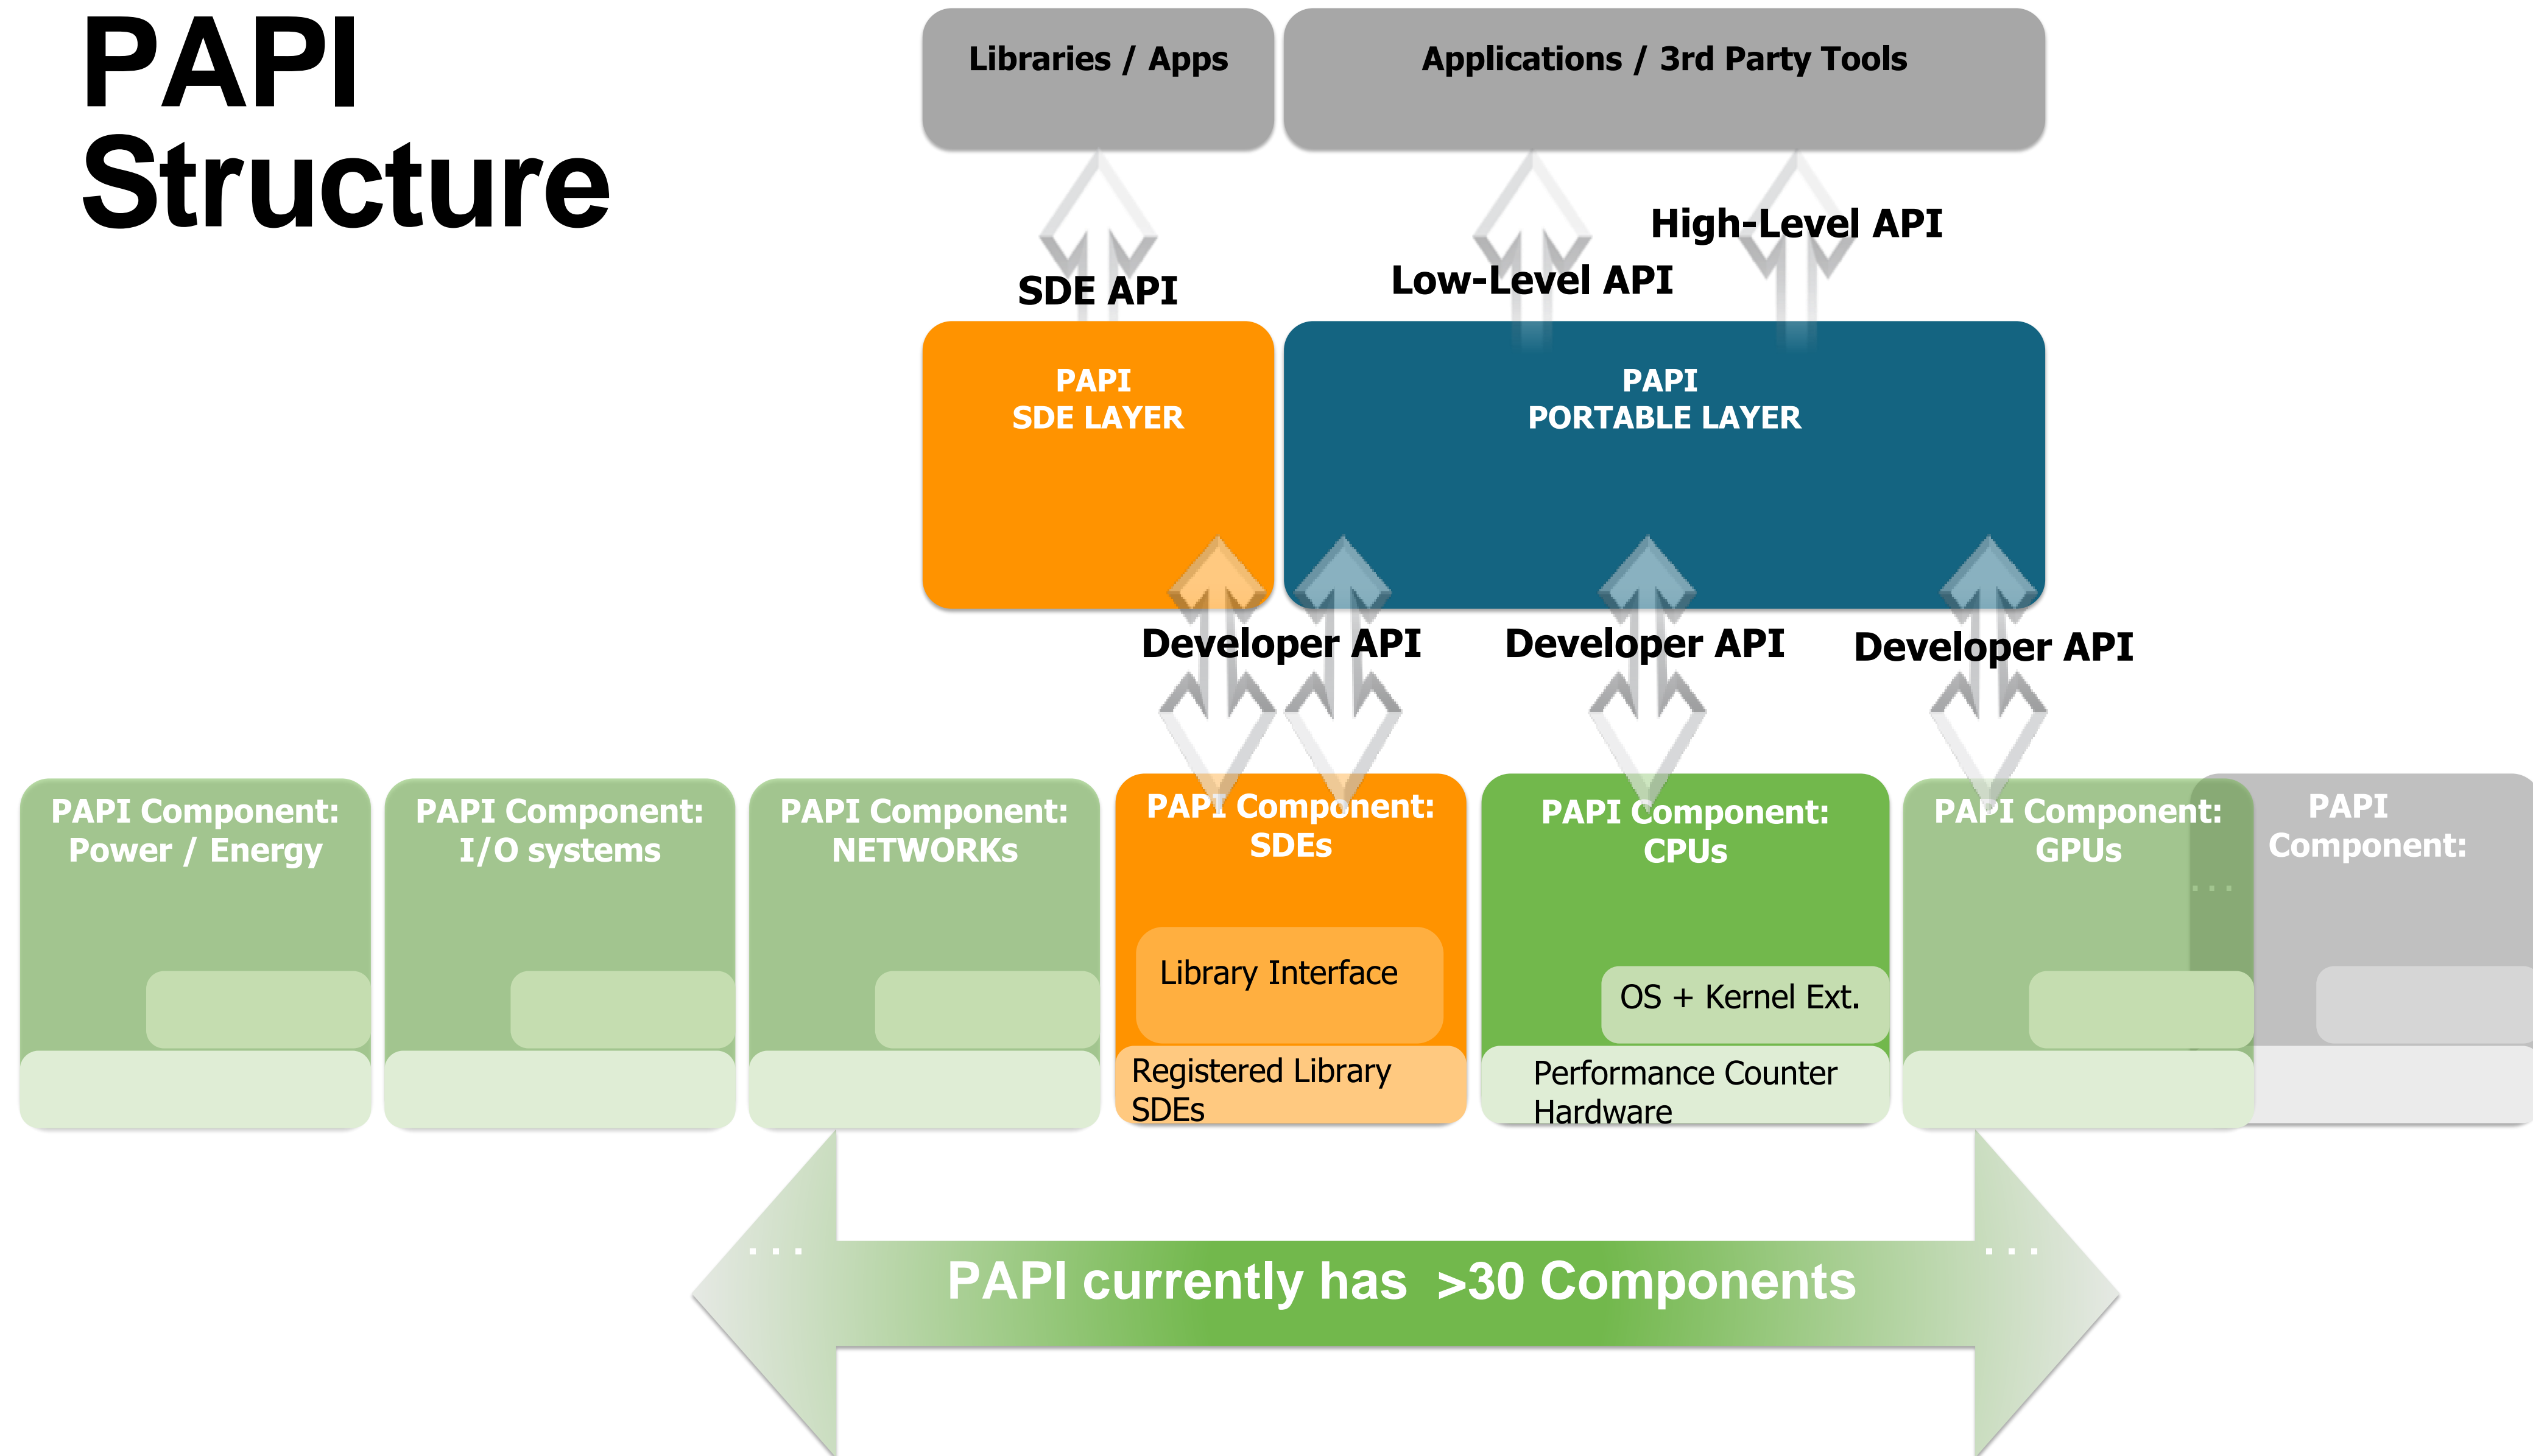 PAPI
Structure
Libraries / Apps
Applications / 3rd Party Tools
High-Level API
Low-Level API
SDE API
PAPI
SDE LAYER
PAPI
PORTABLE LAYER
Developer API
Developer API
Developer API
PAPI Component:
Power / Energy
PAPI Component:
I/O systems
PAPI Component:
NETWORKs
PAPI Component:
SDEs
Library Interface
Registered Library
SDEs
PAPI Component:
CPUs
OS + Kernel Ext.
Performance Counter
Hardware
PAPI Component:
GPUs
PAPI
Component:
...
...
PAPI currently has  >30 Components
...